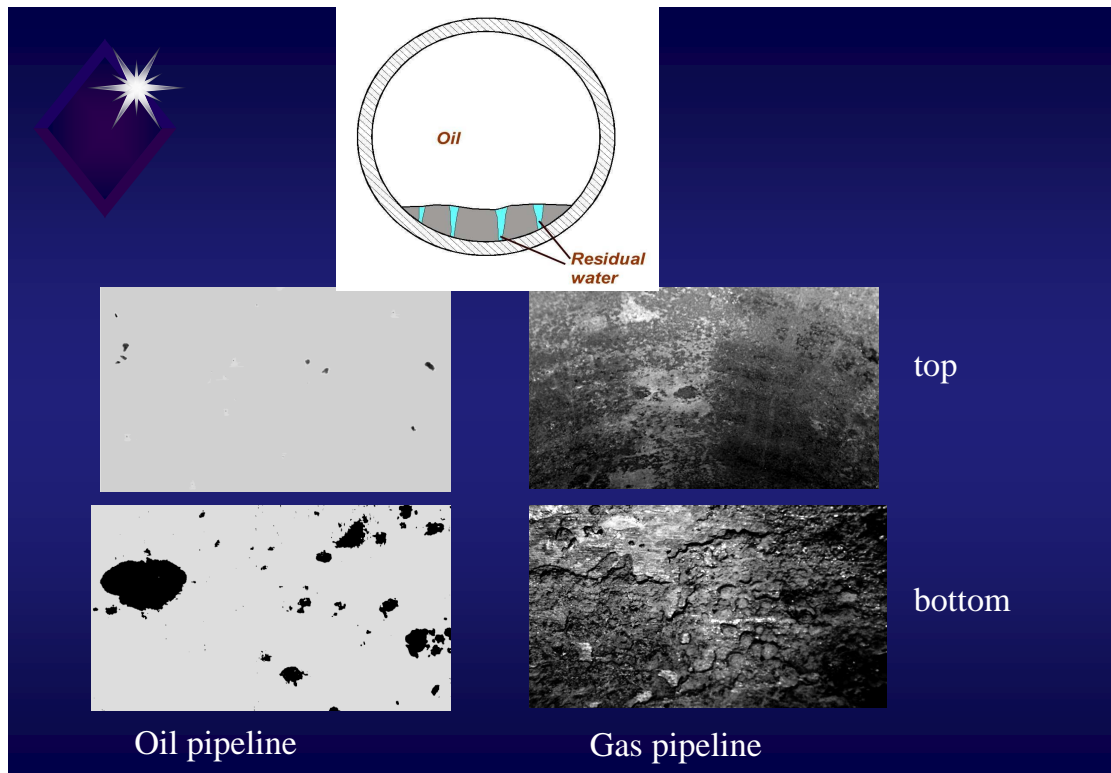 Oil
Residual
water
top
bottom
Oil pipeline
Gas pipeline